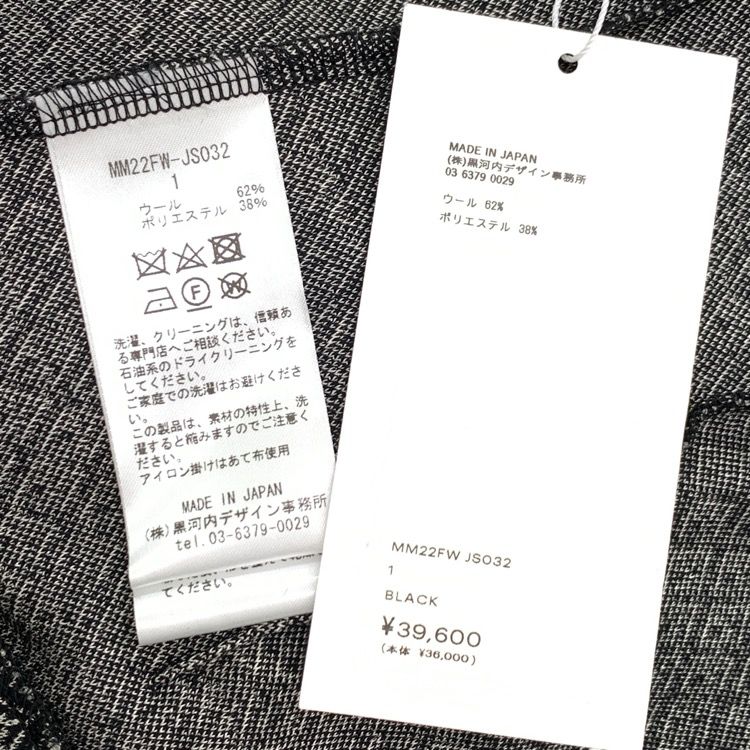 MM22FW-JS032
1
ウール 62%
ポリエステル 38%
F
洗濯、クリーニングは、信頼あ
る専門店へご相談ください。
石油系のドライクリーニングを
してください。
ご家庭での洗濯はお避けくださ
い。
この製品は、素材の特性上、洗
濯すると縮みますのでご注意く
ださい。
アイロン掛けはあて布使用
MADE IN JAPAN
(株)黒河内デザイン事務所
tel.03-6379-0029
てください。
MADE IN JAPAN
(株)黒河内デザイン事務所
03 6379 0029
ウール 62%
ポリエステル 38%
MM22FW JS032
1
BLACK
¥39,600
(本体 ¥36,000)